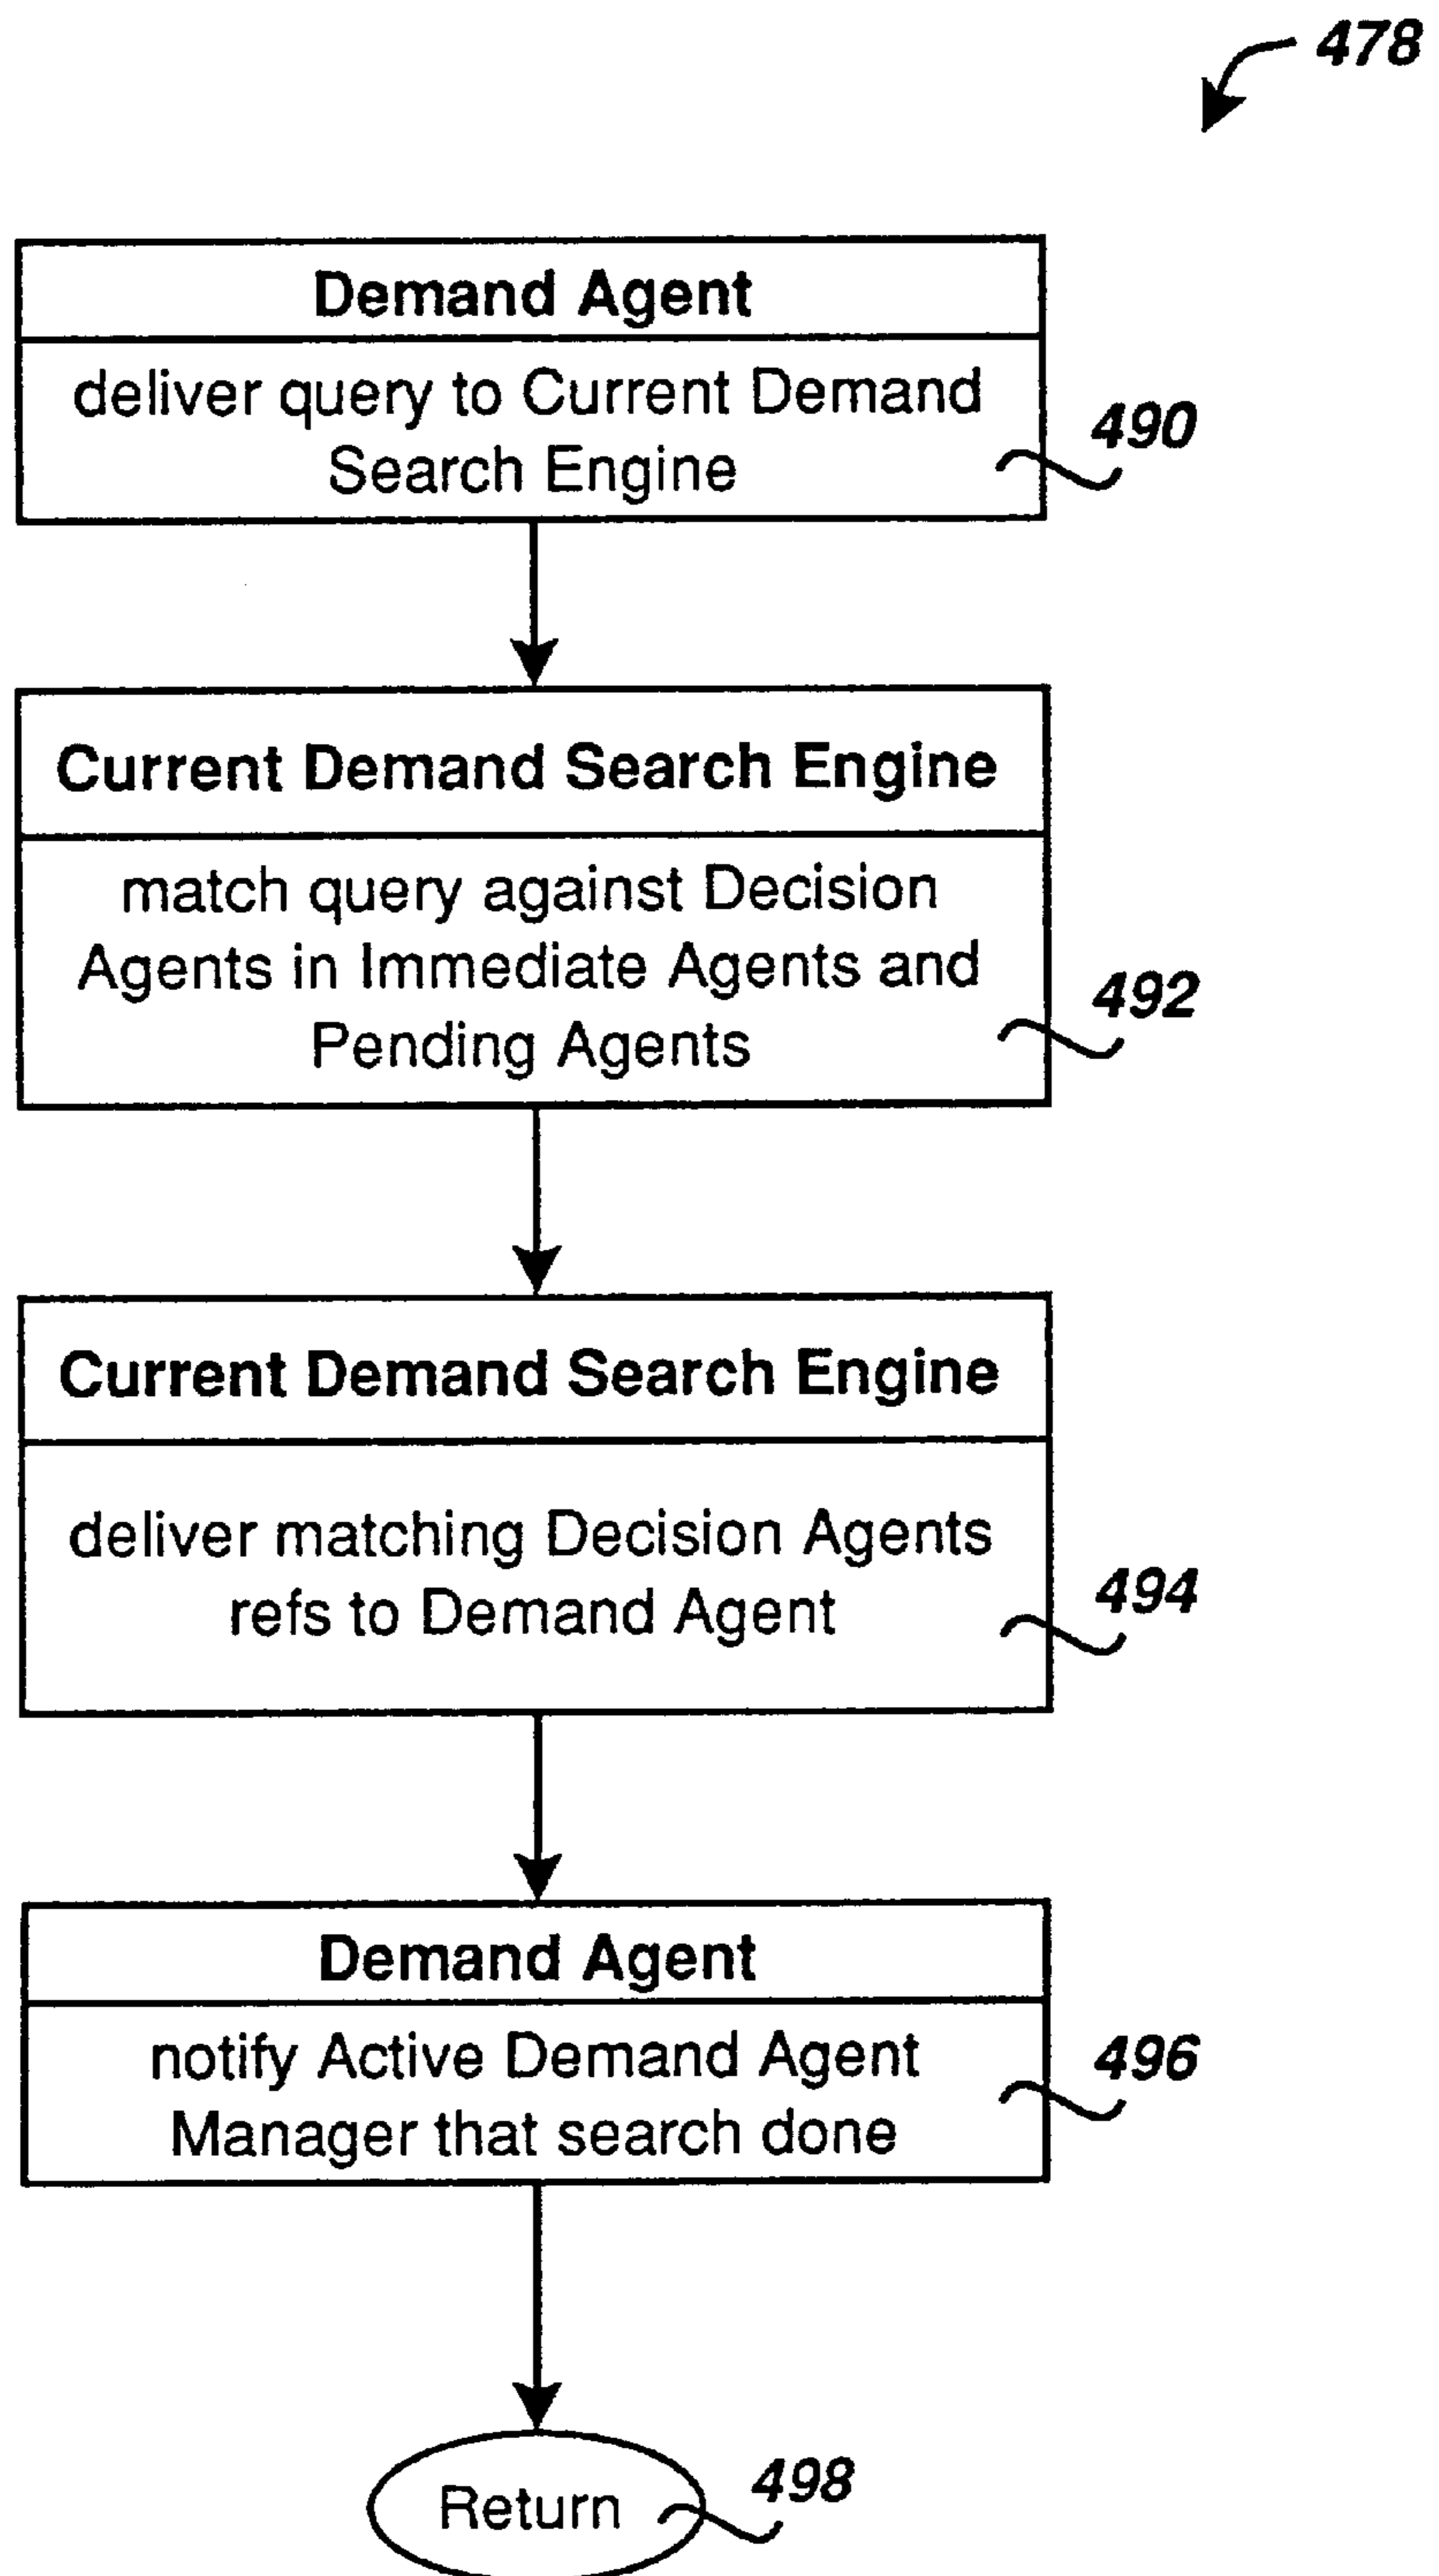 478
Demand Agent
deliver query to Current Demand
Search Engine
490
Current Demand Search Engine
match query against Decision
Agents in Immediate Agents and
Pending Agents
492
Current Demand Search Engine
deliver matching Decision Agents
refs to Demand Agent
494
Demand Agent
notify Active Demand Agent
Manager that search done
496
Return
498